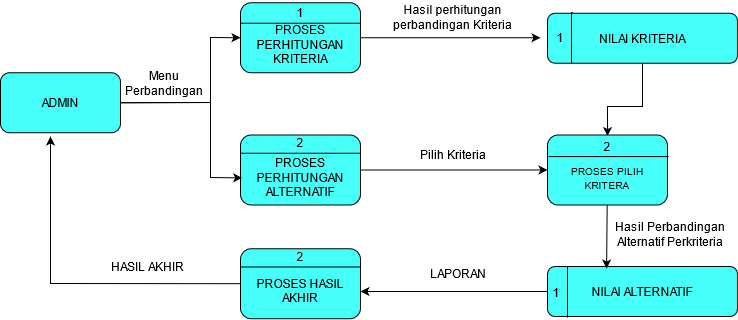 1
PROSES
PERHITUNGAN
KRITERIA
Hasil perhitungan
perbandingan Kriteria
1
NILAI KRITERIA
Menu
Perbandingan
ADMIN
2
PROSES
PERHITUNGAN
ALTERNATIF
Pilih Kriteria
2
PROSES PILIH
KRITERA
Hasil Perbandingan
Alternatif Perkriteria
HASIL AKHIR
2
PROSES HASIL
AKHIR
LAPORAN
1
NILAI ALTERNATIF